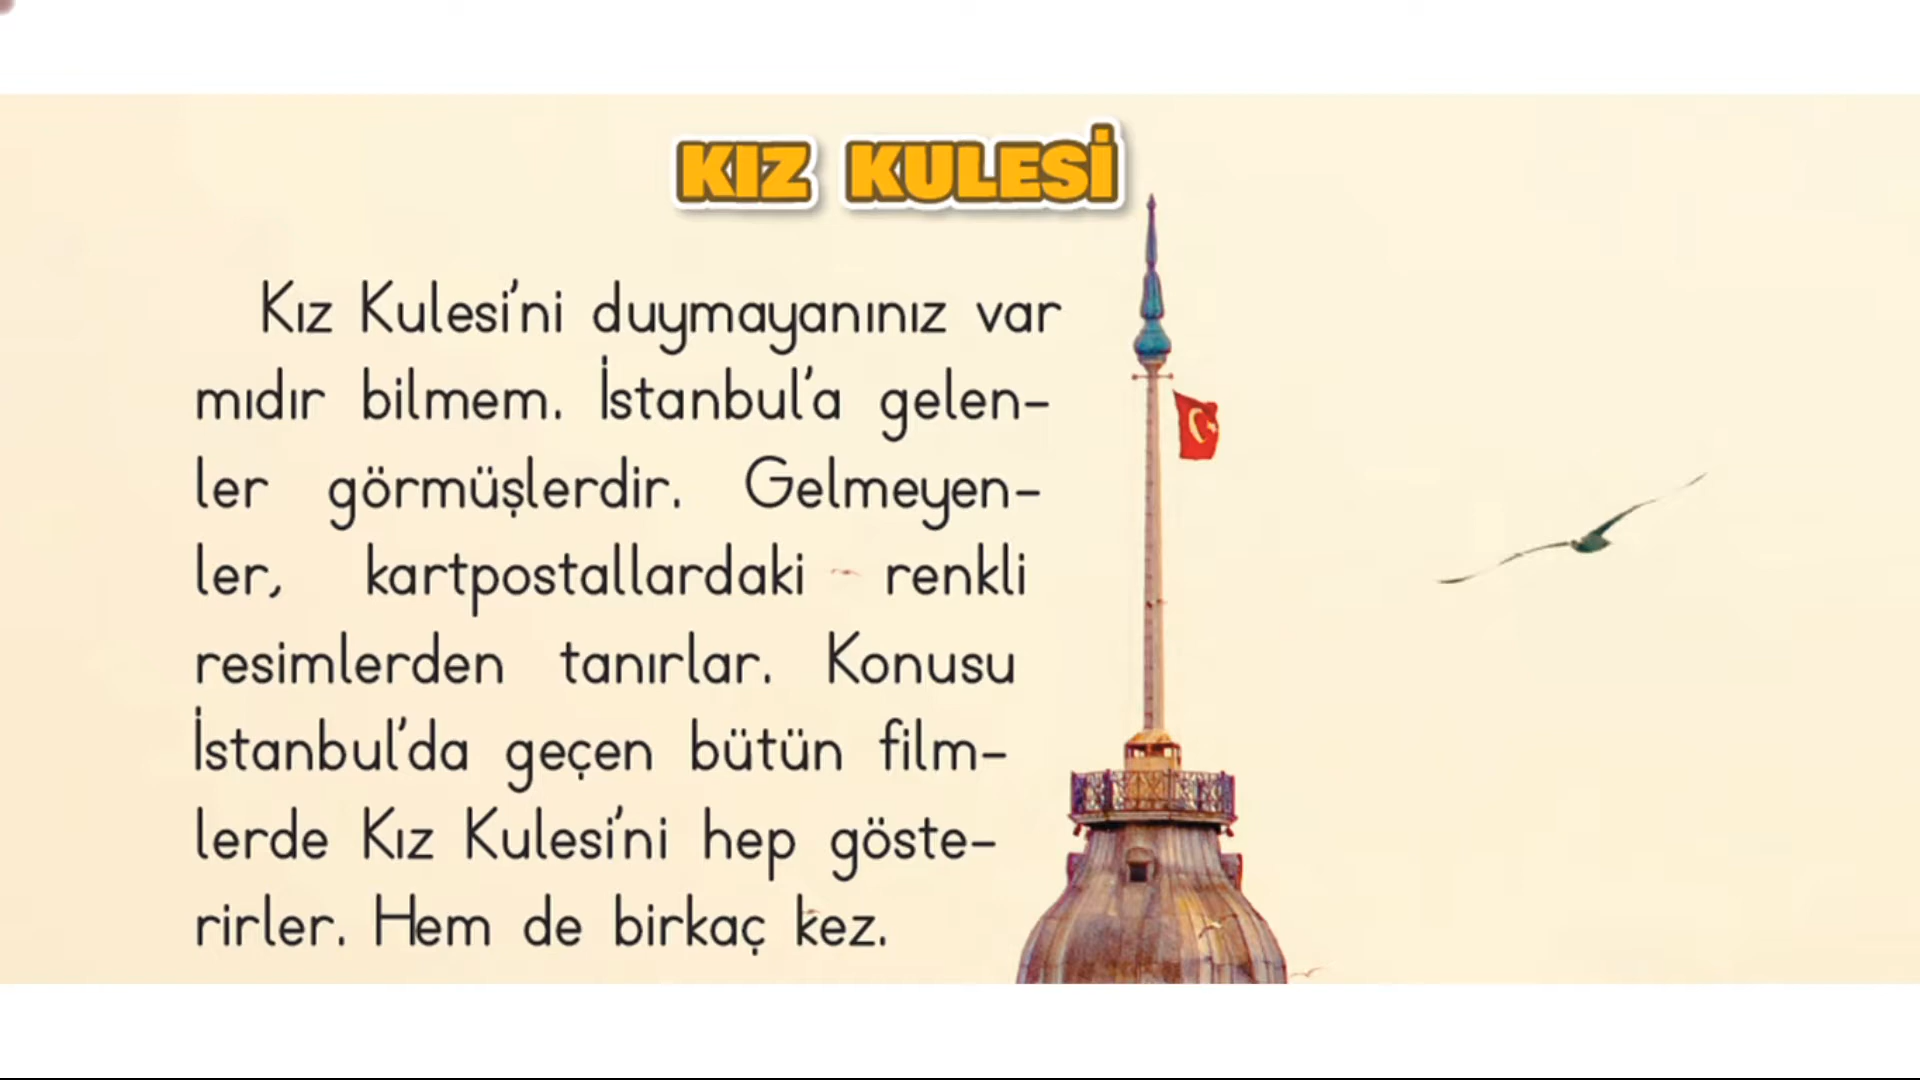 KIZ KULESİ
Kız Kulesi'ni duymayanınız var
mıdır bilmem. İstanbul'a gelen-
ler görmüşlerdir. Gelmeyen-
ler, kartpostallardaki renkli
resimlerden tanırlar. Konusu
İstanbul'da geçen bütün film-
lerde Kız Kulesi'ni hep göste-
rirler. Hem de birkaç kez.